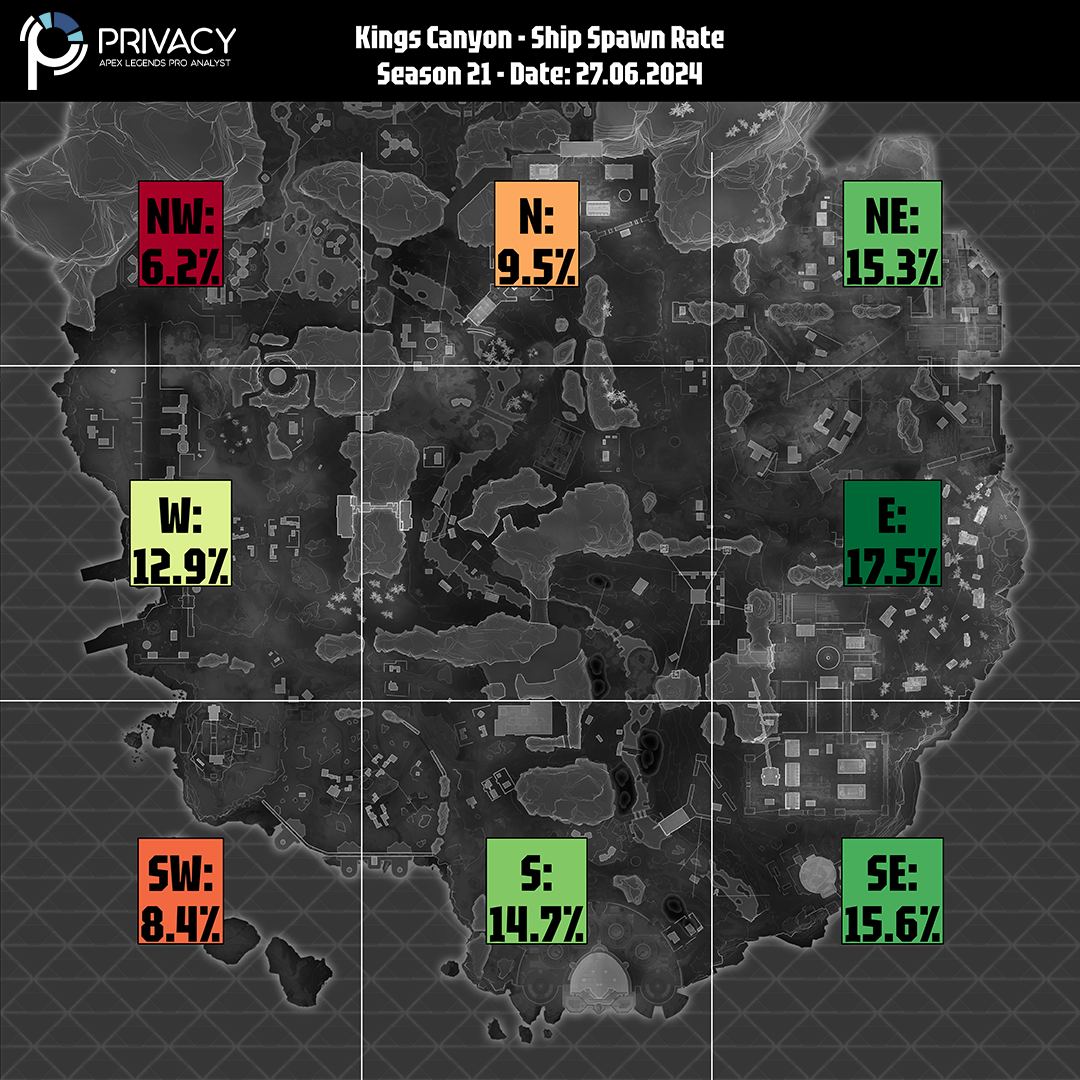 PRIVACY
APEX LEGENDS PRO ANALYST
Kings Canyon - Ship Spawn Rate
Season 21 - Date: 27.06.2024
NW:
6.2%
N:
9.5%
NE:
15.3%
W:
12.9%
E:
17.5%
SW:
8.4%
S:
14.7%
SE:
15.6%